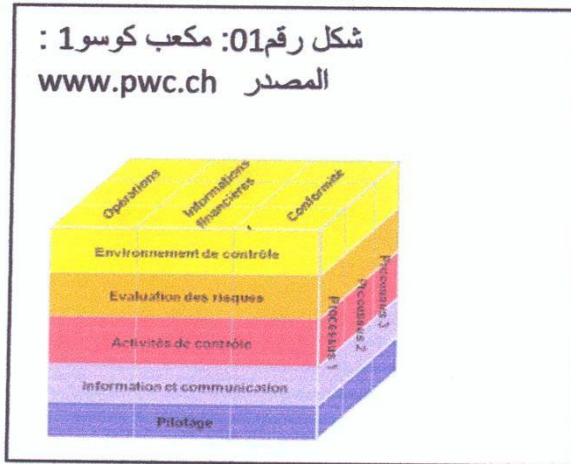 شكل رقم01: مكعب كوسو1 :
المصدر www.pwc.ch
Opérations
Informations financières
Conformité
Environnement de contrôle
Evaluation des risques
Activités de contrôle
Information et communication
Pilotage
Processus 1
Processus 2
Processus 3